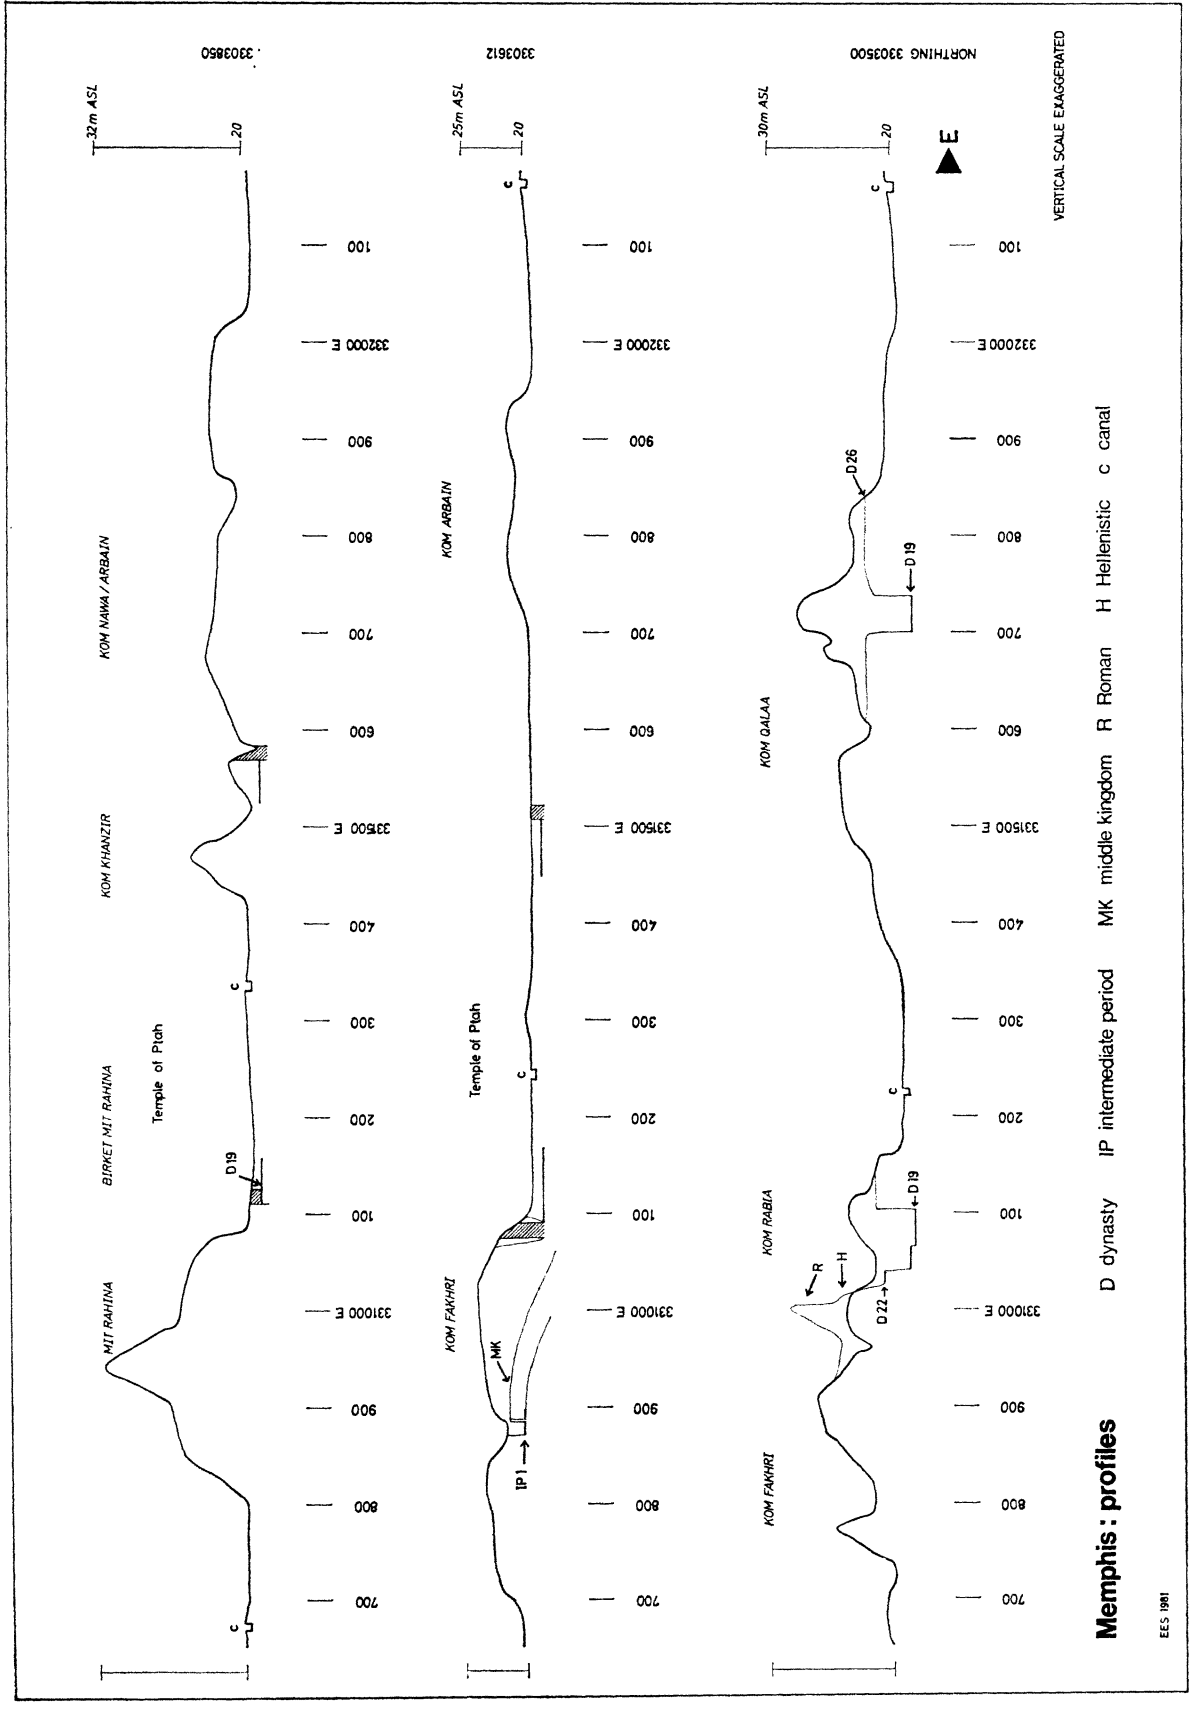 32m ASL
20
3303850
MIT RAHINA
BIRKET MIT RAHINA
KOM KHANZIR
KOM NAWA / ARBAIN
Temple of Ptah
c
D19
c
700
800
900
331000 E
100
200
300
400
331500 E
600
700
800
900
332000 E
100
25m ASL
20
3303612
KOM FAKHRI
Temple of Ptah
KOM ARBAIN
IP1
MK
c
c
700
800
900
331000 E
100
200
300
400
331500 E
600
700
800
900
332000 E
100
30m ASL
20
NORTHING 3303500
KOM FAKHRI
KOM RABIA
KOM QALAA
R
H
D22
D19
c
D19
D26
c
700
800
900
331000 E
100
200
300
400
331500 E
600
700
800
900
332000 E
100
E
VERTICAL SCALE EXAGGERATED
Memphis : profiles
D dynasty IP intermediate period MK middle kingdom R Roman H Hellenistic c canal
EES 1981